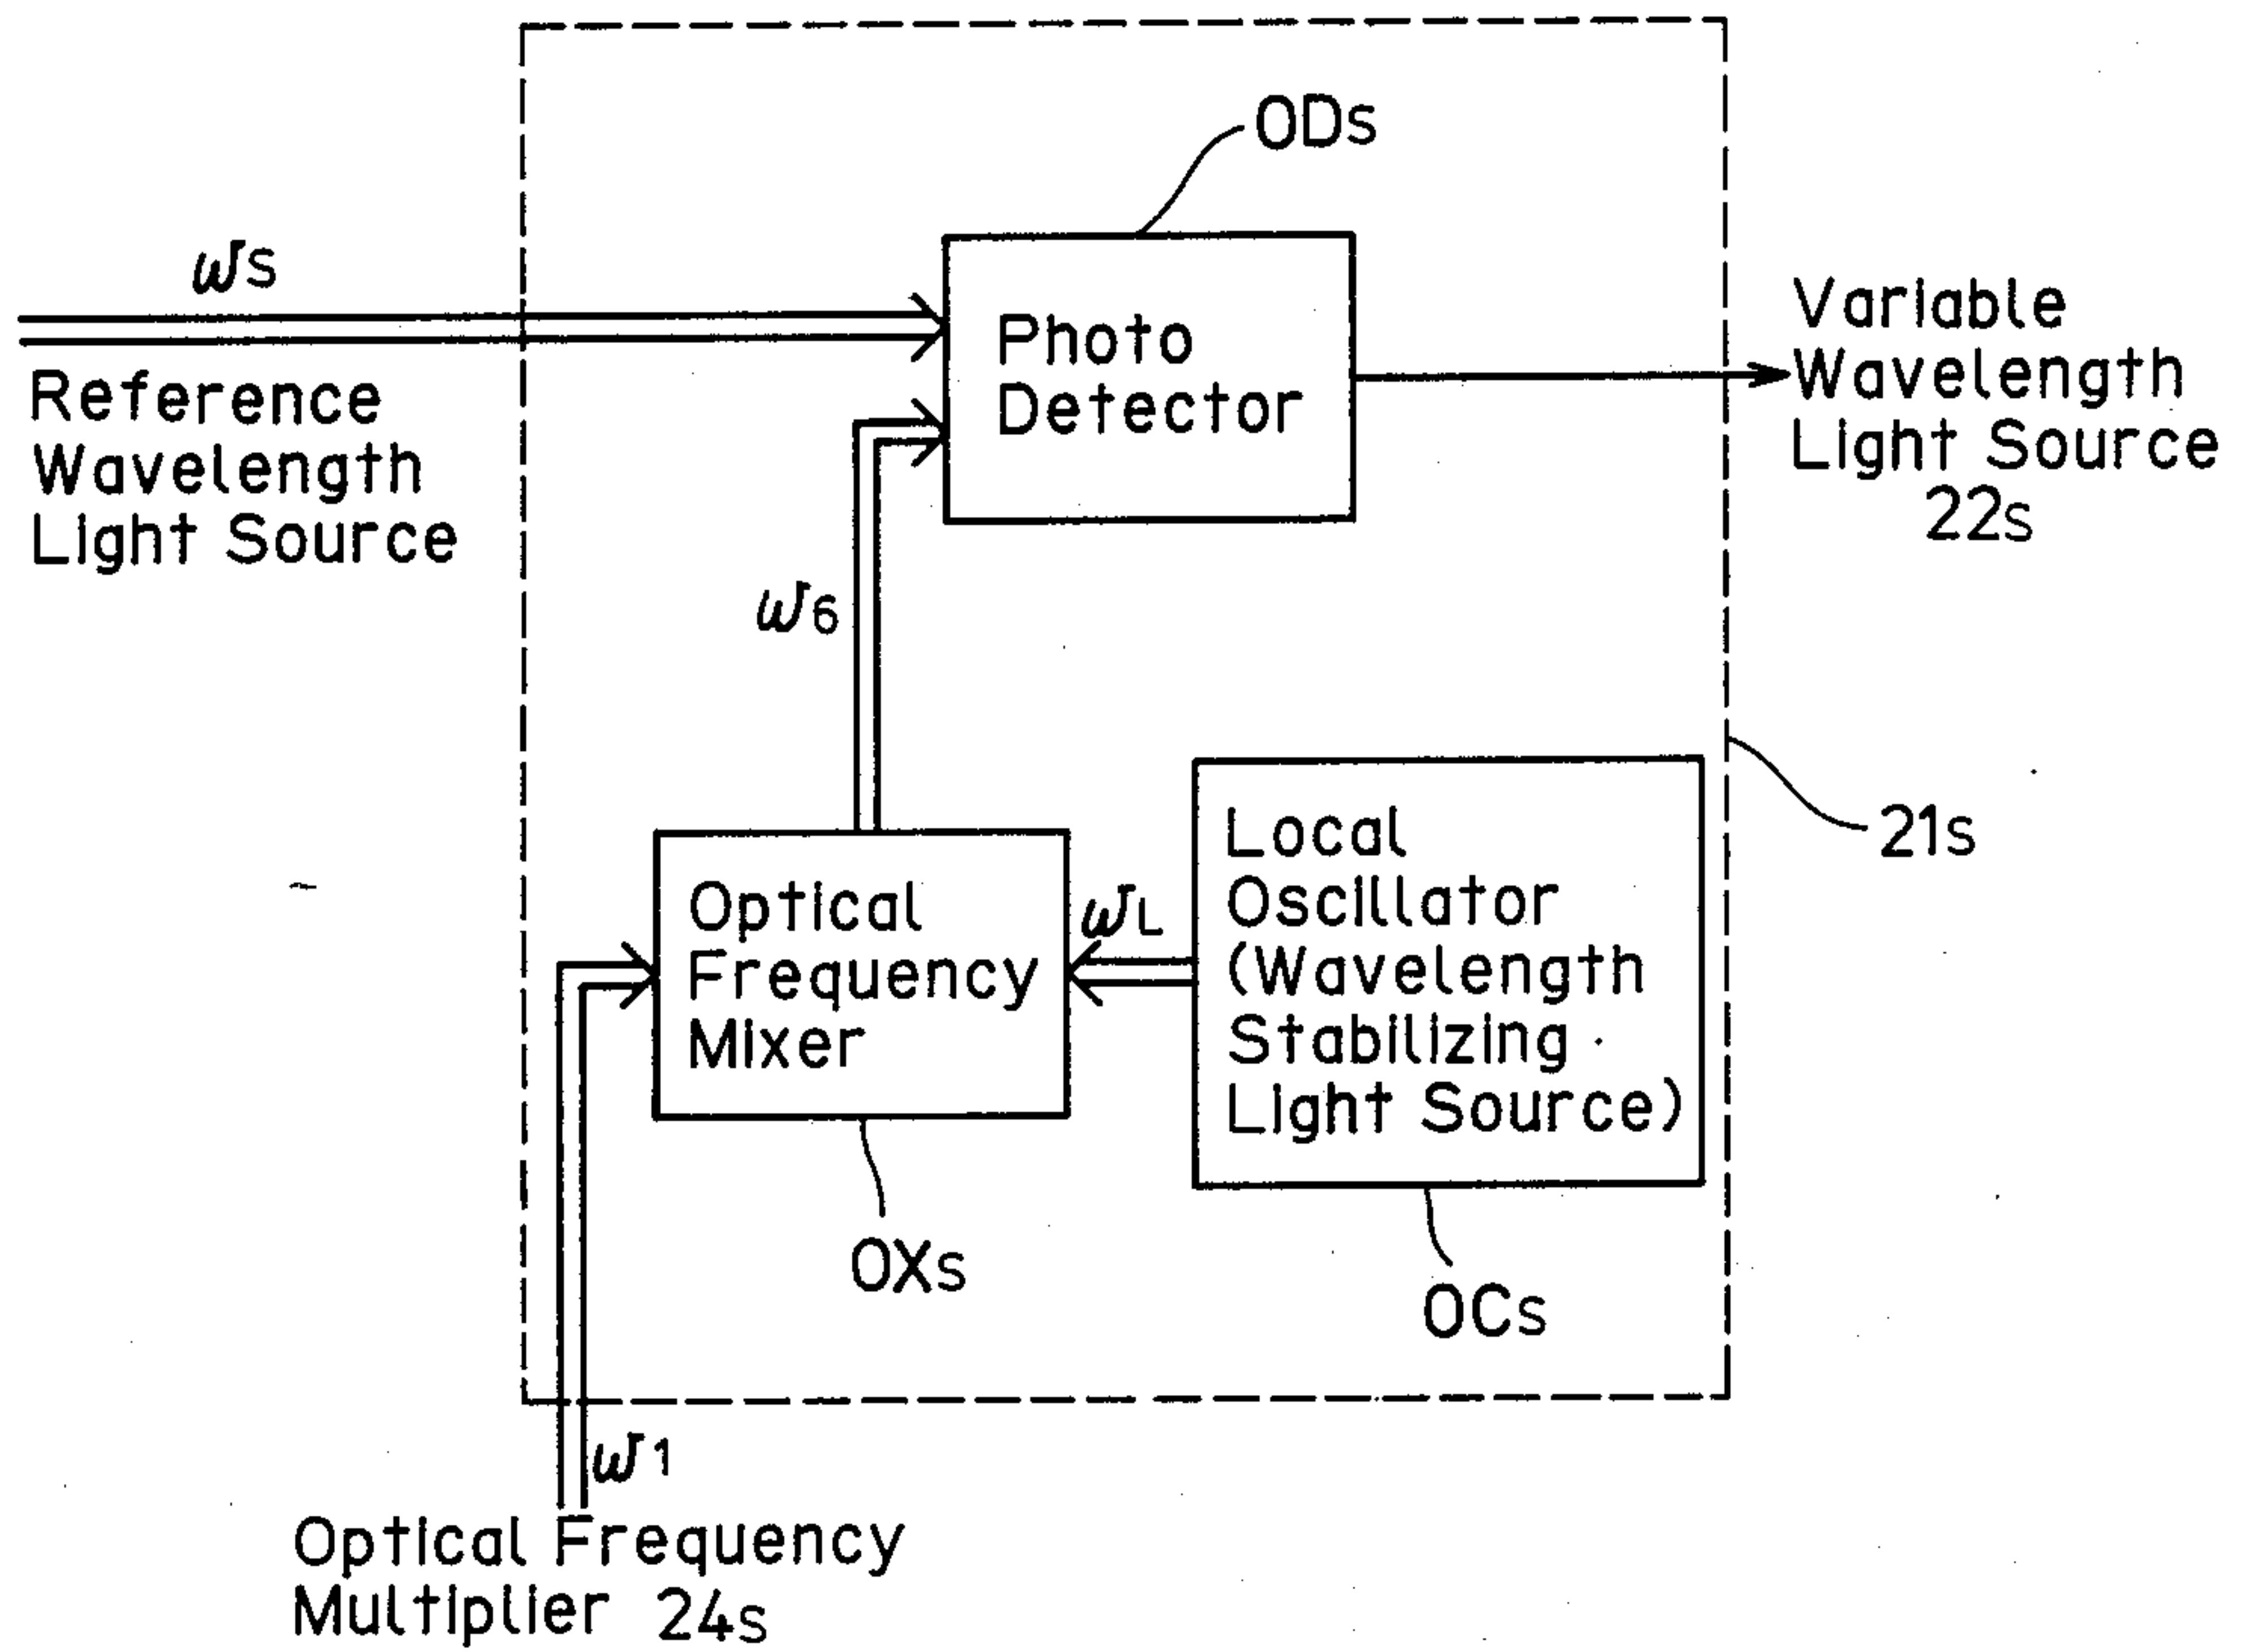 ODs
ωs
Reference
Wavelength
Light Source
Photo
Detector
Variable
Wavelength
Light Source
22s
ω6
Local
Oscillator
(Wavelength
Stabilizing
Light Source)
21s
Optical
Frequency
Mixer
ωL
OXs
OCs
ω1
Optical Frequency
Multiplier 24s